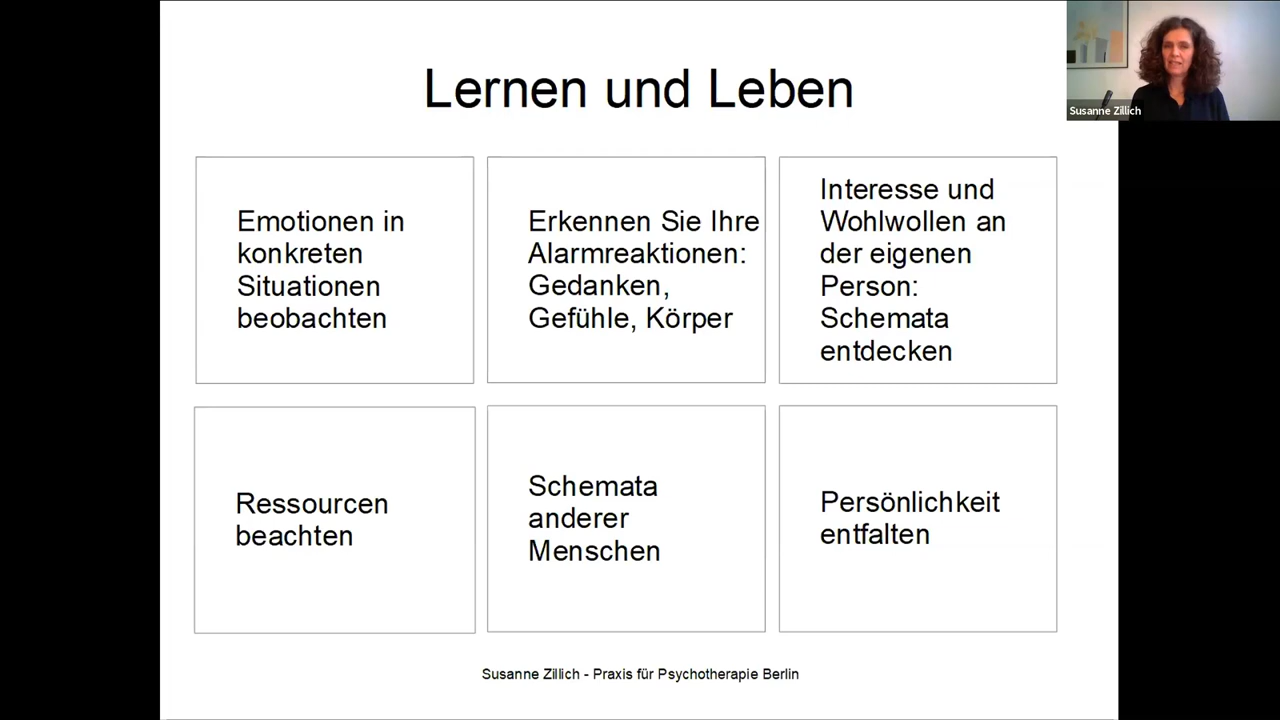 Lernen und Leben
Susanne Zillich
Emotionen in
konkreten
Situationen
beobachten
Erkennen Sie Ihre
Alarmreaktionen:
Gedanken,
Gefühle, Körper
Interesse und
Wohlwollen an
der eigenen
Person:
Schemata
entdecken
Ressourcen
beachten
Schemata
anderer
Menschen
Persönlichkeit
entfalten
Susanne Zillich - Praxis für Psychotherapie Berlin